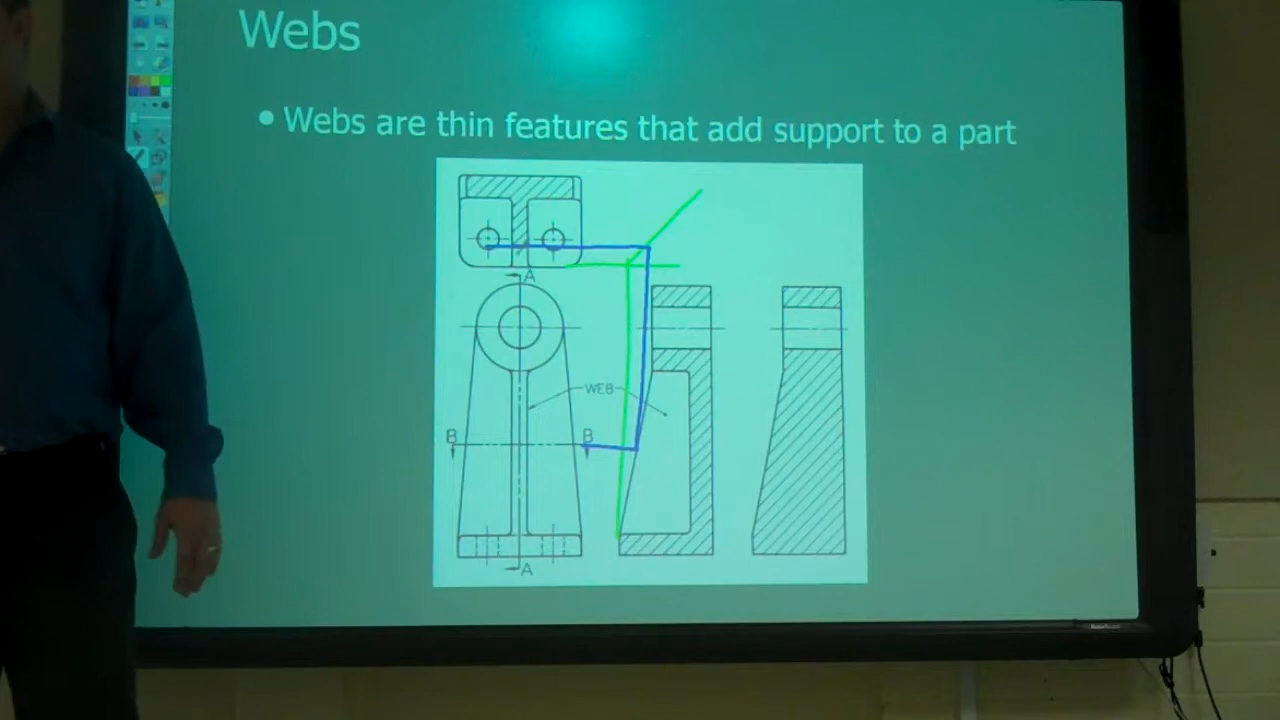 Webs
• Webs are thin features that add support to a part
A
WEB
B
B
A